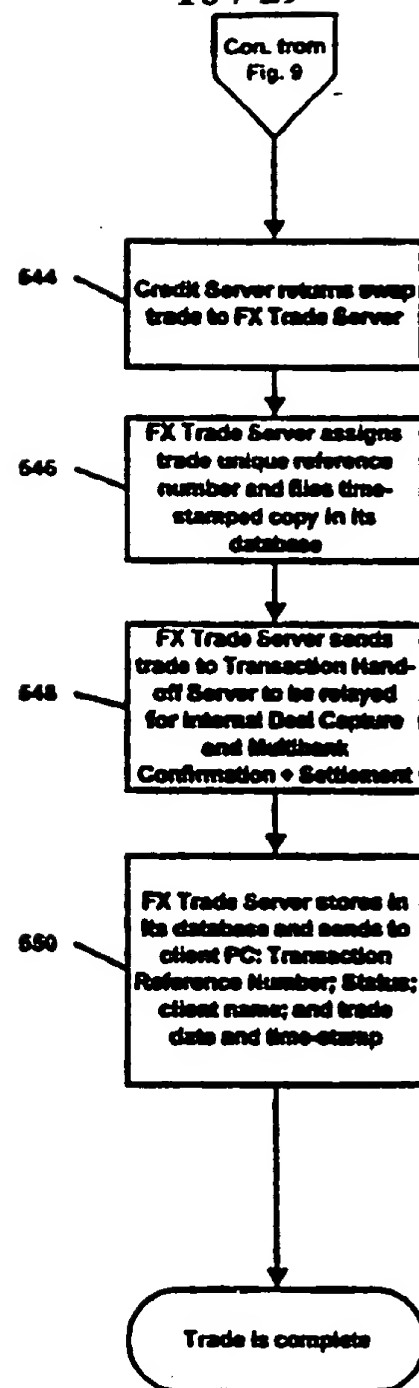 Con. from
Fig. 9
544
Credit Server returns swap
trade to FX Trade Server
546
FX Trade Server assigns
trade unique reference
number and files time-
stamped copy in its
database
548
FX Trade Server sends
trade to Transaction Hand-
off Server to be relayed
for Internal Deal Capture
and Multibank
Confirmation + Settlement
550
FX Trade Server stores in
its database and sends to
client PC: Transaction
Reference Number; Status;
client name; and trade
date and time-stamp
Trade is complete